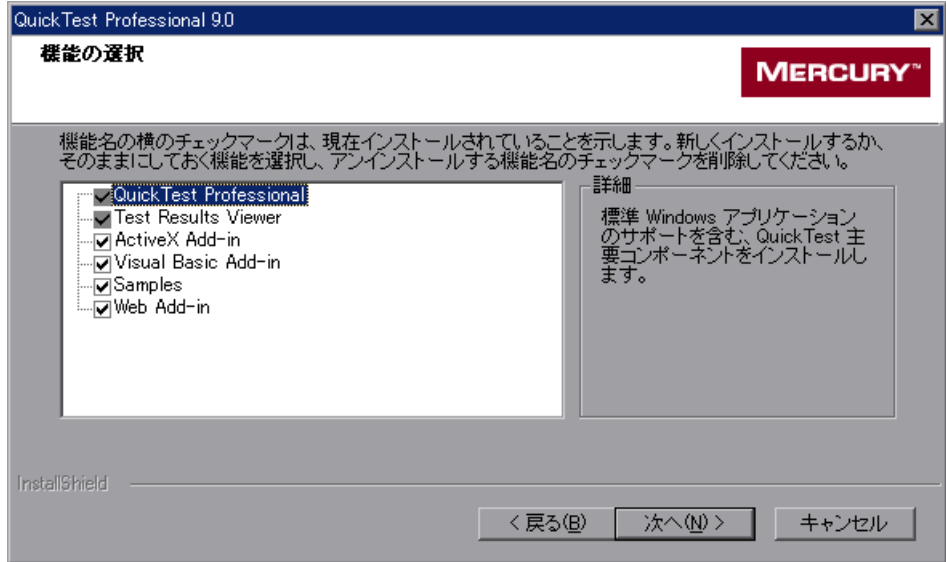 QuickTest Professional 9.0
機能の選択
MERCURY™
機能名の横のチェックマークは、現在インストールされていることを示します。新しくインストールするか、
そのままにしておく機能を選択し、アンインストールする機能名のチェックマークを削除してください。
QuickTest Professional
Test Results Viewer
ActiveX Add-in
Visual Basic Add-in
Samples
Web Add-in
詳細
標準 Windows アプリケーション
のサポートを含む、QuickTest 主
要コンポーネントをインストールし
ます。
InstallShield
< 戻る(B)
次へ(N) >
キャンセル